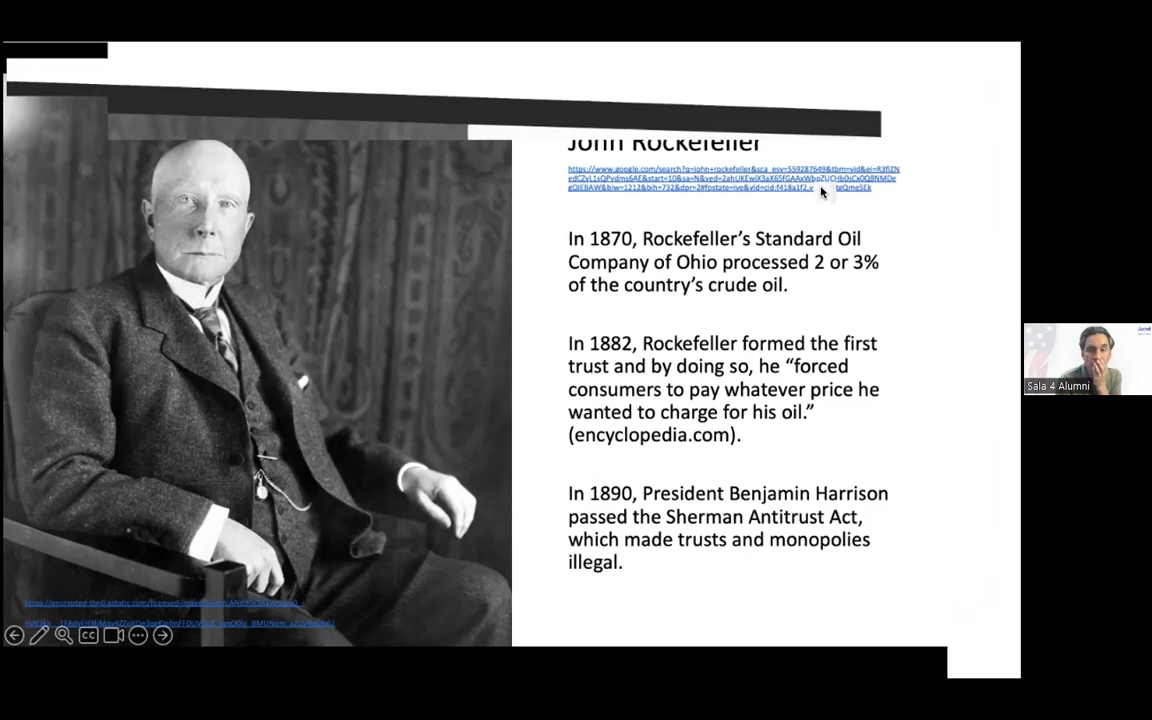 John Rockefeller
In 1870, Rockefeller’s Standard Oil
Company of Ohio processed 2 or 3%
of the country’s crude oil.
In 1882, Rockefeller formed the first
trust and by doing so, he “forced
consumers to pay whatever price he
wanted to charge for his oil.”
(encyclopedia.com).
In 1890, President Benjamin Harrison
passed the Sherman Antitrust Act,
which made trusts and monopolies
illegal.
CC
Sala 4 Alumni